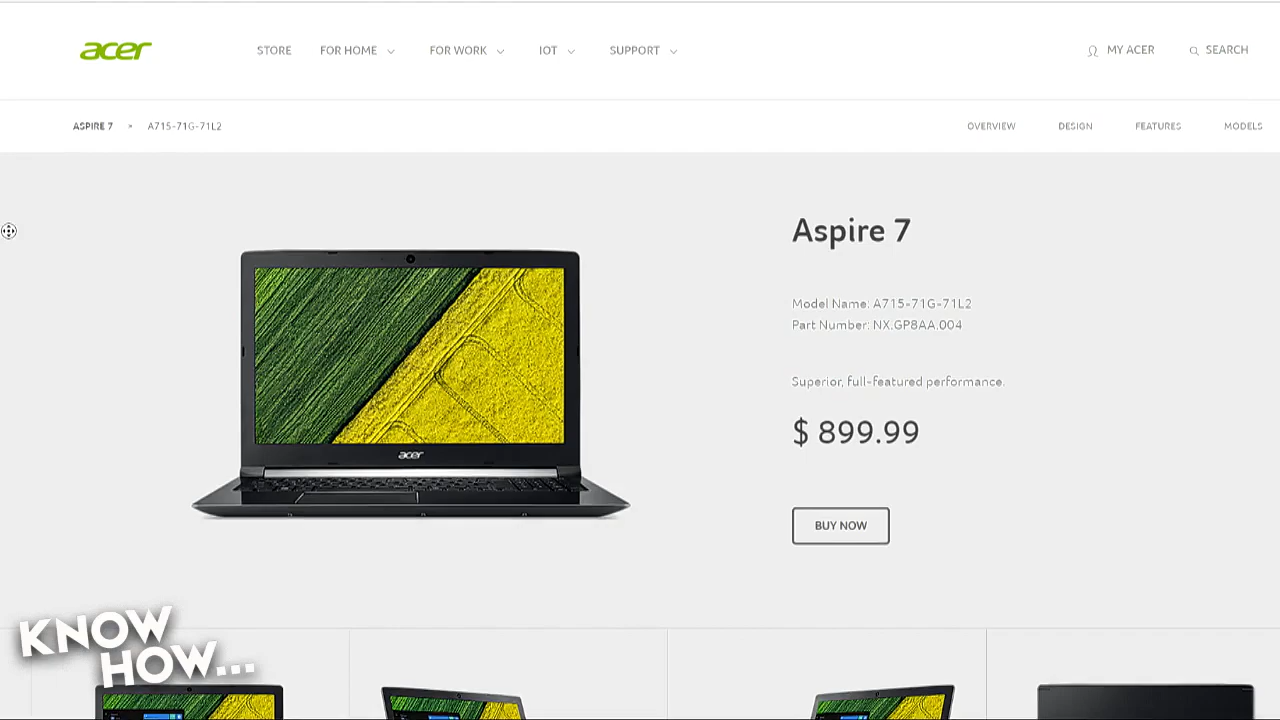 acer
STORE
FOR HOME
FOR WORK
IOT
SUPPORT
MY ACER
SEARCH
ASPIRE 7 > A715-71G-71L2
OVERVIEW
DESIGN
FEATURES
MODELS
Aspire 7
Model Name: A715-71G-71L2
Part Number: NX.GP8AA.004
Superior, full-featured performance.
$ 899.99
BUY NOW
acer
KNOW
HOW...